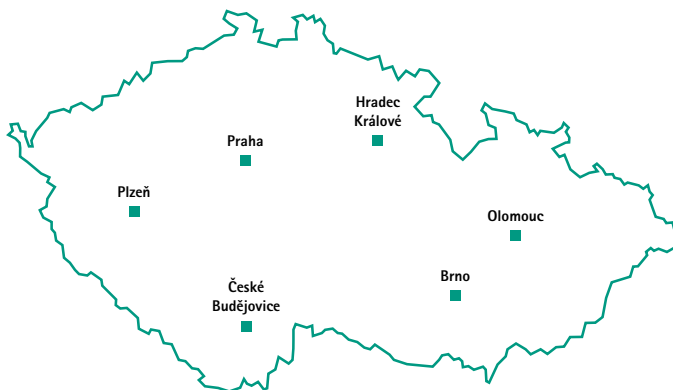 Hradec
Králové
Praha
Plzeň
Olomouc
Brno
České
Budějovice